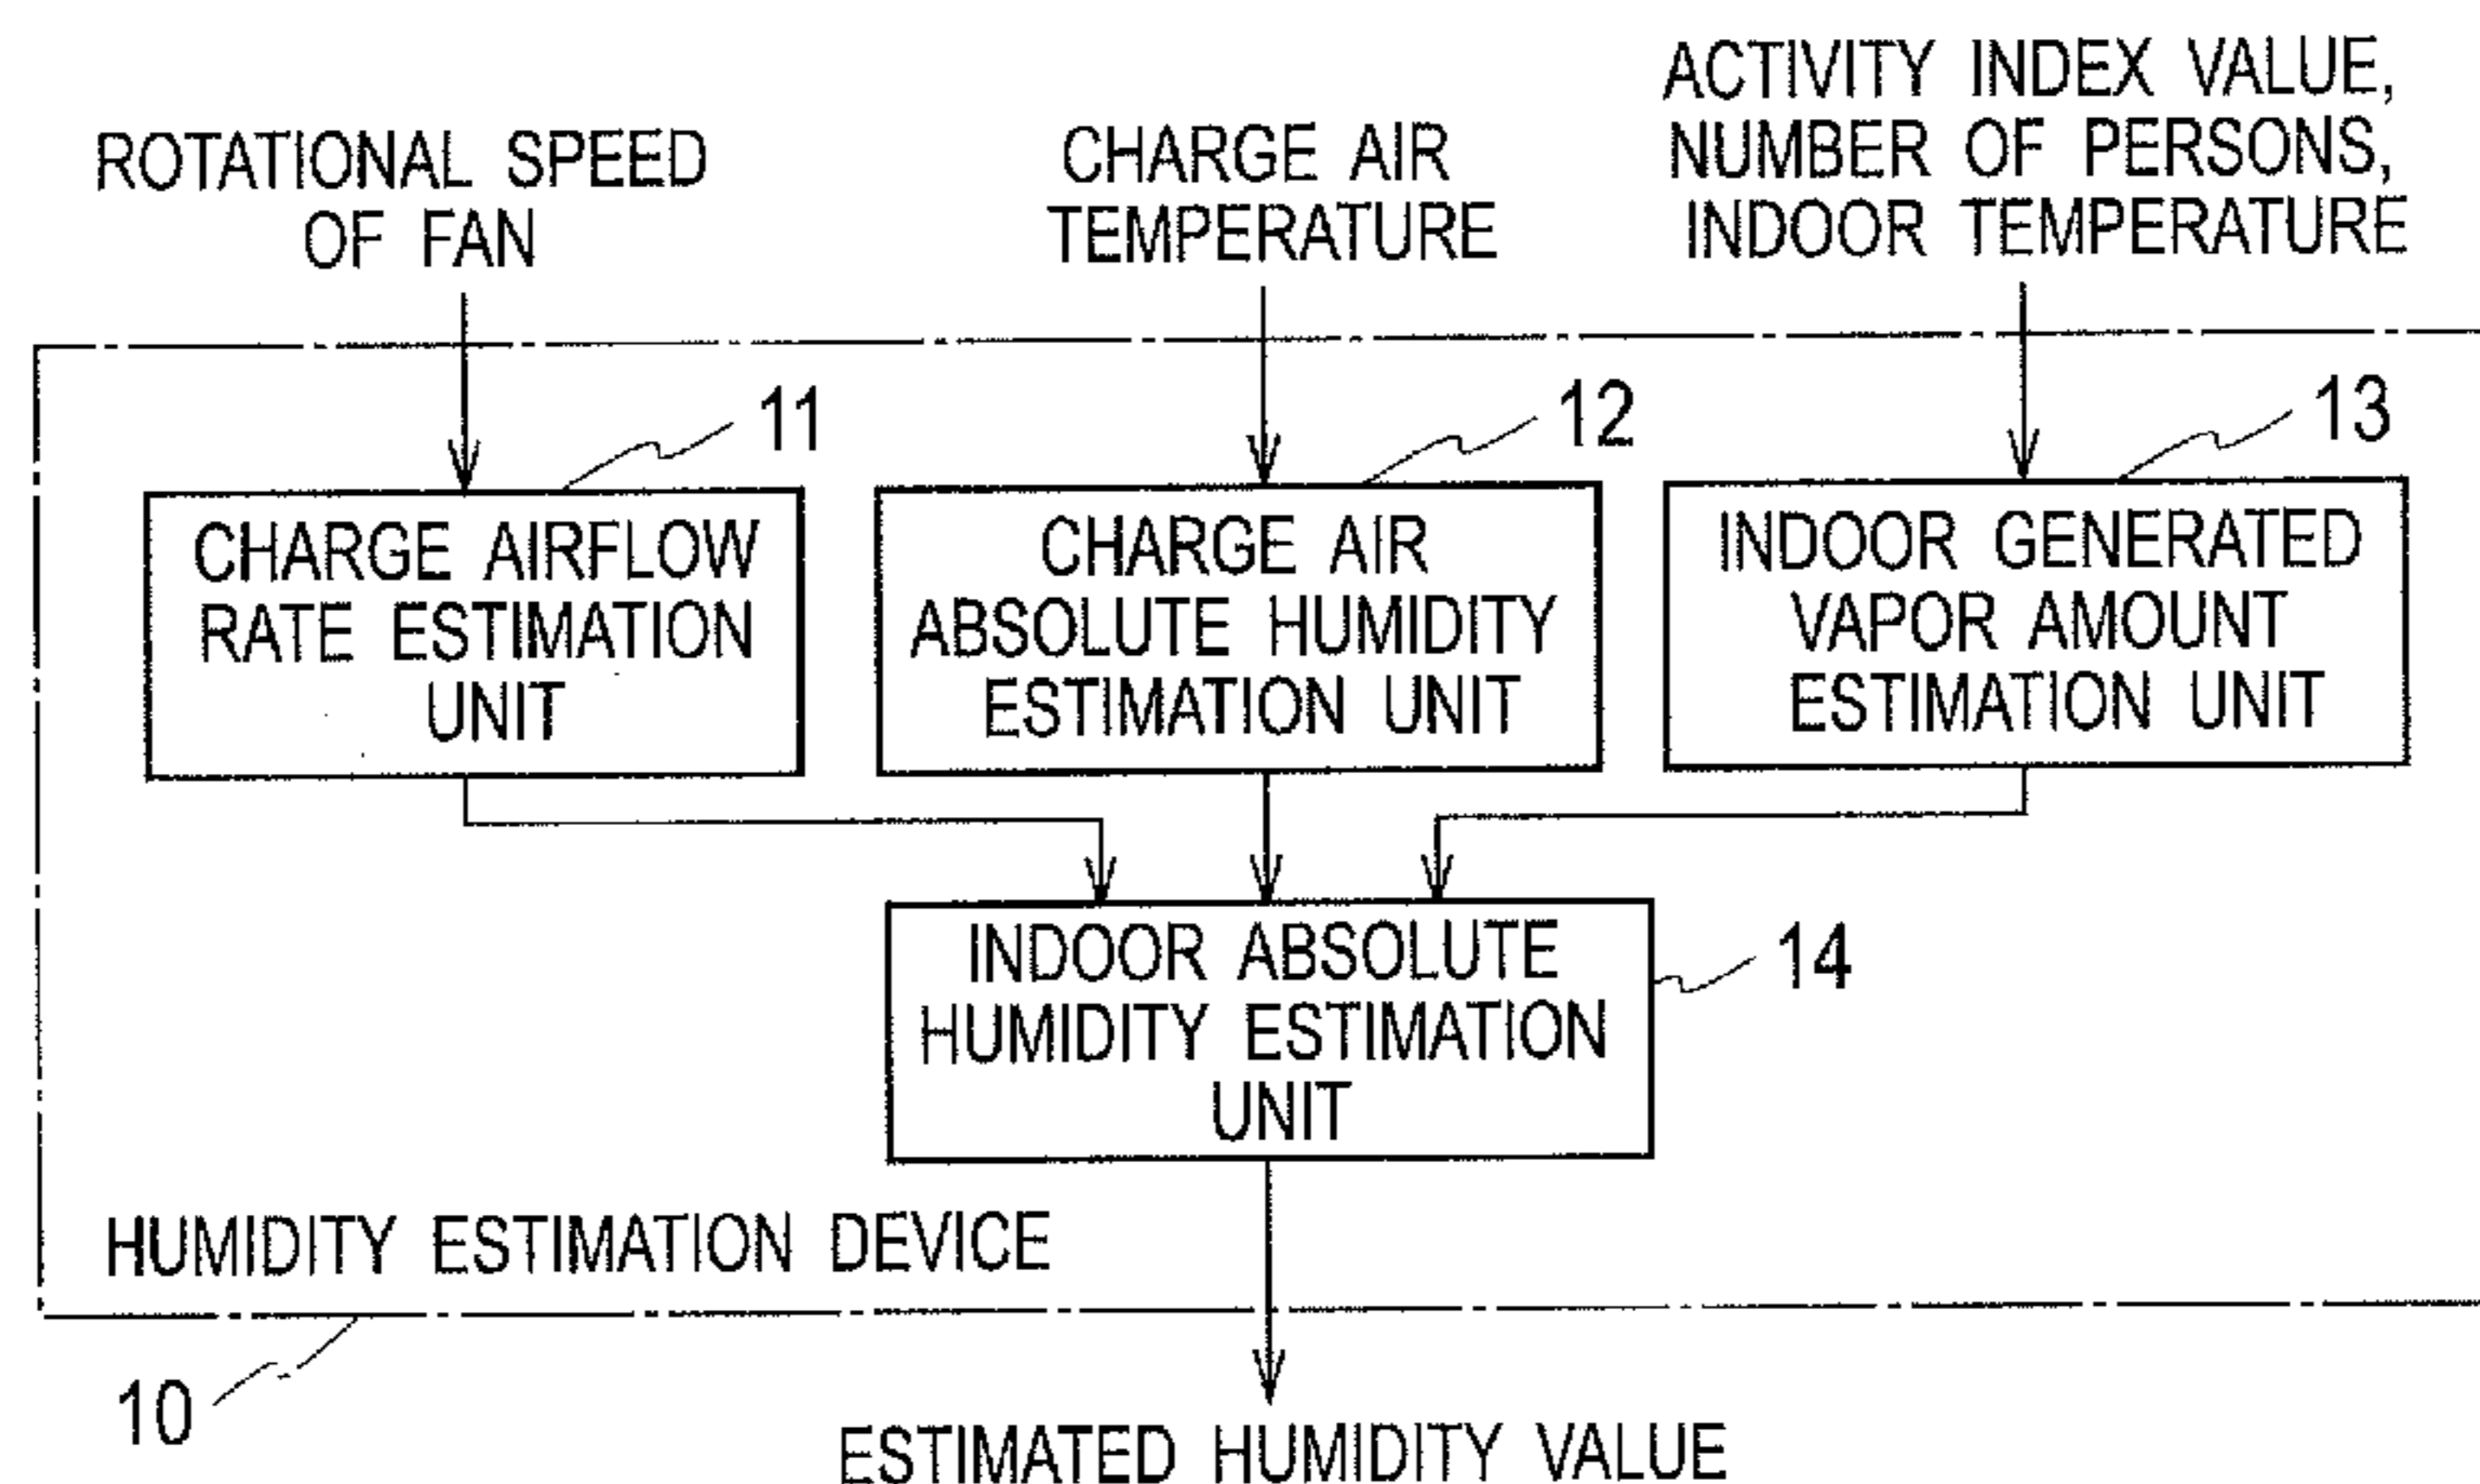 ROTATIONAL SPEED
OF FAN
CHARGE AIR
TEMPERATURE
ACTIVITY INDEX VALUE,
NUMBER OF PERSONS,
INDOOR TEMPERATURE
11
12
13
CHARGE AIRFLOW
RATE ESTIMATION
UNIT
CHARGE AIR
ABSOLUTE HUMIDITY
ESTIMATION UNIT
INDOOR GENERATED
VAPOR AMOUNT
ESTIMATION UNIT
INDOOR ABSOLUTE
HUMIDITY ESTIMATION
UNIT
14
HUMIDITY ESTIMATION DEVICE
10
ESTIMATED HUMIDITY VALUE